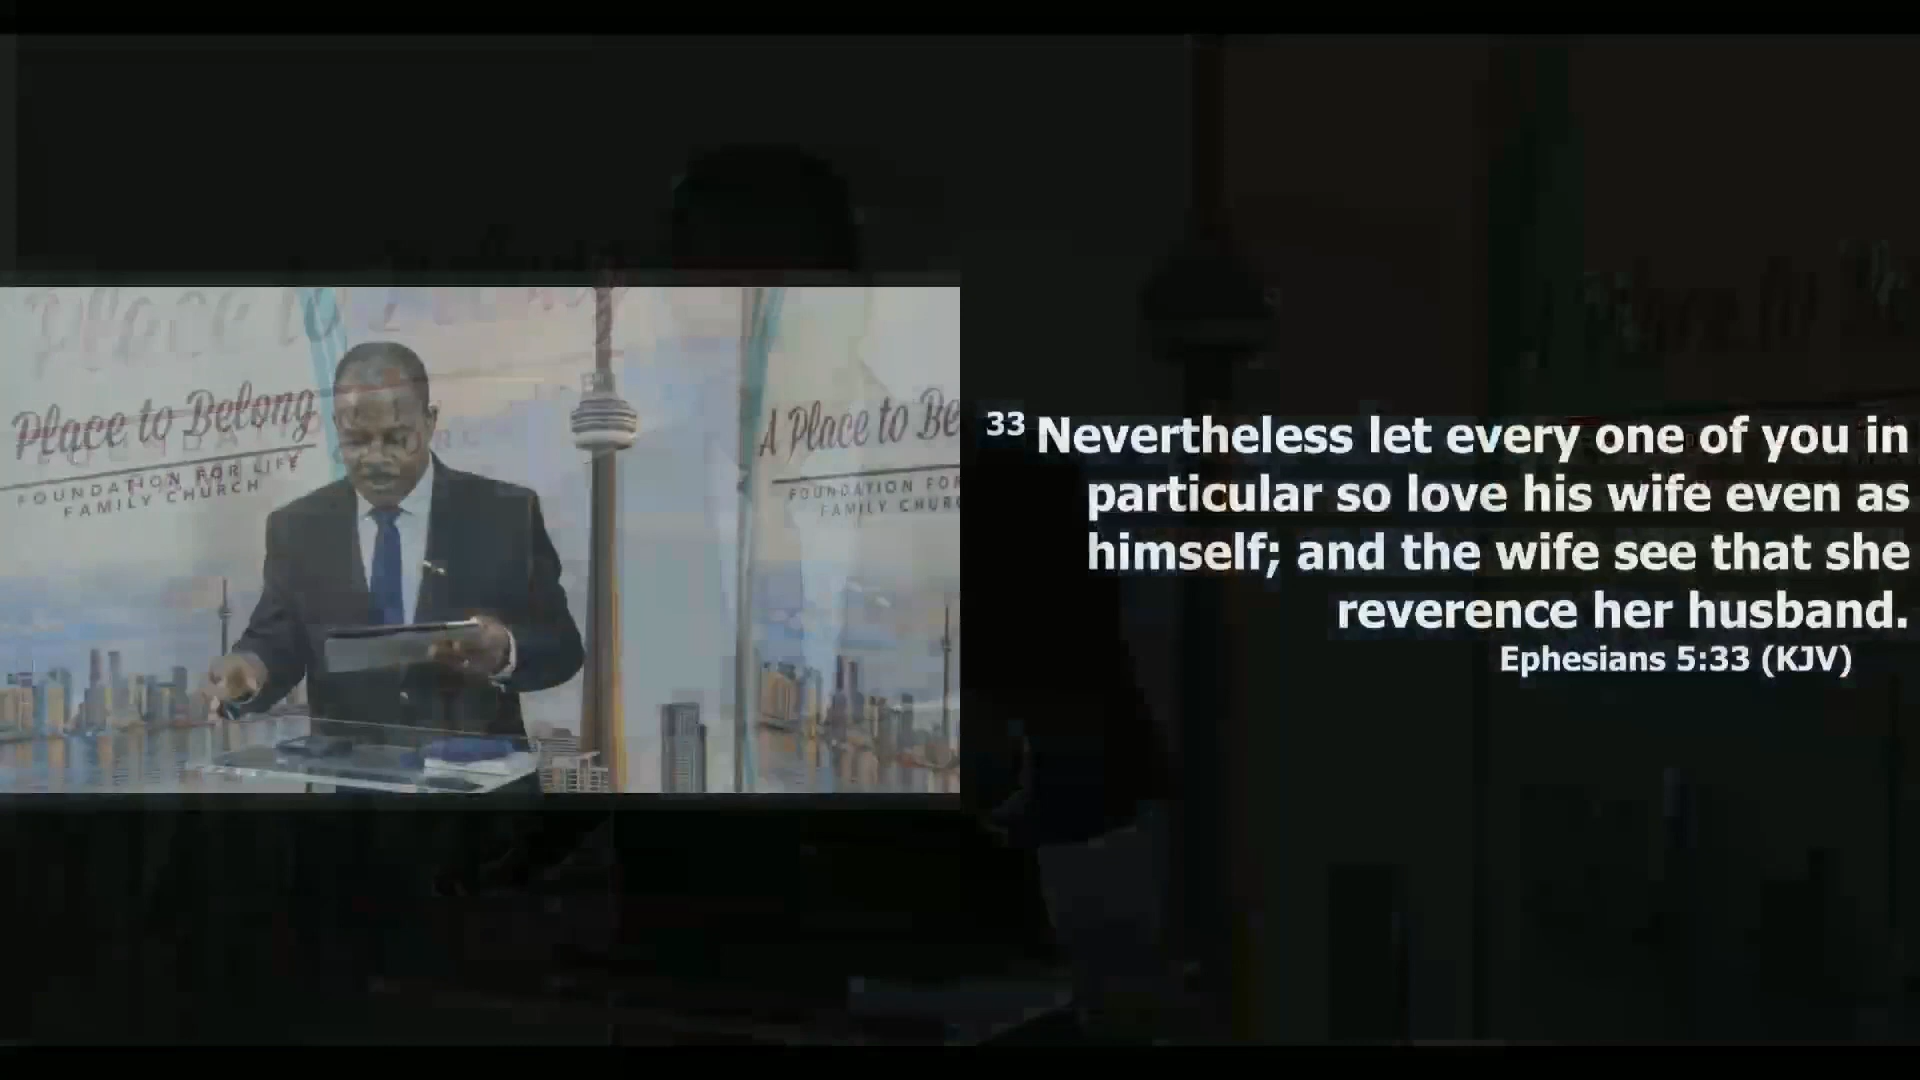 Place to
Place to Belong
FOUNDATION FOR LIFE
FAMILY CHURCH
A Place to Be
FOUNDATION FOR
FAMILY CHURC
33 Nevertheless let every one of you in
particular so love his wife even as
himself; and the wife see that she
reverence her husband.
Ephesians 5:33 (KJV)